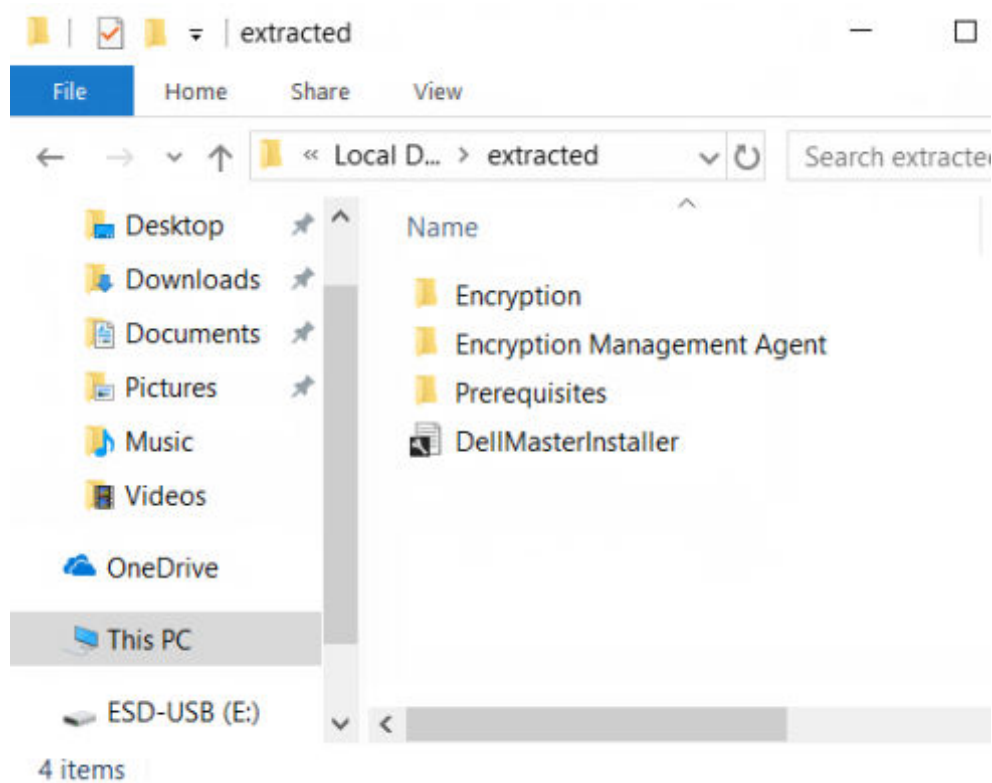 extracted
File Home Share View
« Local D... > extracted Search extracted
Name
Desktop
Downloads
Documents
Pictures
Music
Videos
OneDrive
This PC
ESD-USB (E:)
Encryption
Encryption Management Agent
Prerequisites
DellMasterInstaller
4 items